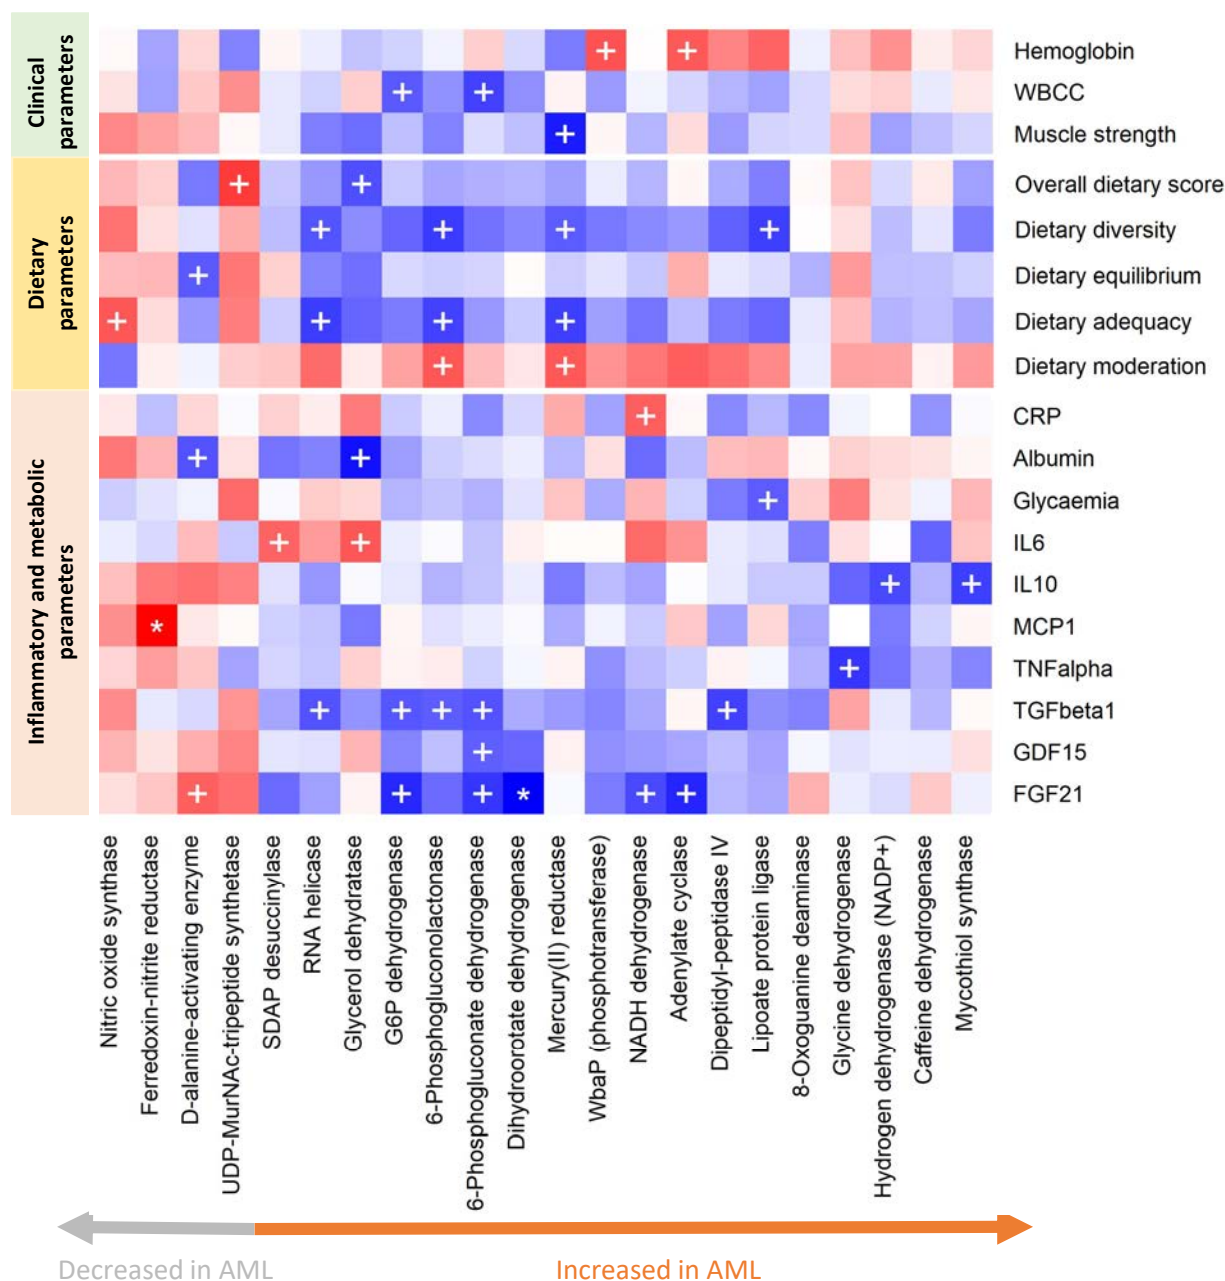 Clinical
parameters
Dietary
parameters
Inflammatory and metabolic
parameters
+ + Hemoglobin
+ + WBCC
+ Muscle strength
+ + Overall dietary score
+ + + + Dietary diversity
+ Dietary equilibrium
+ + + + Dietary adequacy
+ + Dietary moderation
+ CRP
+ + Albumin
+ Glycaemia
+ + IL6
+ + IL10
* MCP1
+ TNFalpha
+ + + + + TGFbeta1
+ GDF15
+ + + * + + FGF21
Nitric oxide synthase
Ferredoxin-nitrite reductase
D-alanine-activating enzyme
UDP-MurNAc-tripeptide synthetase
SDAP desuccinylase
RNA helicase
Glycerol dehydratase
G6P dehydrogenase
6-Phosphogluconolactonase
6-Phosphogluconate dehydrogenase
Dihydroorotate dehydrogenase
Mercury(II) reductase
WbaP (phosphotransferase)
NADH dehydrogenase
Adenylate cyclase
Dipeptidyl-peptidase IV
Lipoate protein ligase
8-Oxoguanine deaminase
Glycine dehydrogenase
Hydrogen dehydrogenase (NADP+)
Caffeine dehydrogenase
Mycothiol synthase
Decreased in AML
Increased in AML